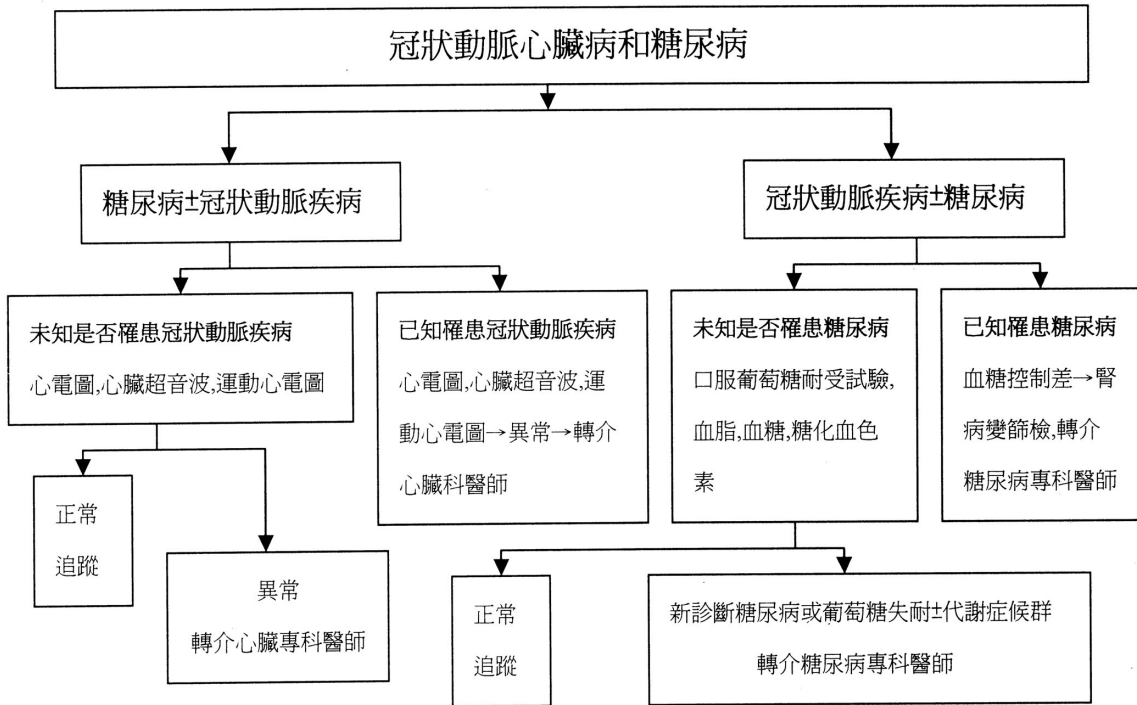 冠狀動脈心臟病和糖尿病
糖尿病±冠狀動脈疾病
冠狀動脈疾病±糖尿病
未知是否罹患冠狀動脈疾病
心電圖,心臟超音波,運動心電圖
已知罹患冠狀動脈疾病
心電圖,心臟超音波,運
動心電圖→異常→轉介
心臟科醫師
未知是否罹患糖尿病
口服葡萄糖耐受試驗,
血脂,血糖,糖化血色
素
已知罹患糖尿病
血糖控制差→腎
病變篩檢,轉介
糖尿病專科醫師
正常
追蹤
異常
轉介心臟專科醫師
正常
追蹤
新診斷糖尿病或葡萄糖失耐±代謝症候群
轉介糖尿病專科醫師